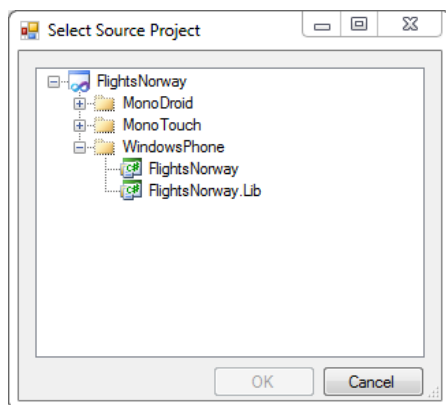 Select Source Project
FlightsNorway
MonoDroid
MonoTouch
WindowsPhone
C# FlightsNorway
C# FlightsNorway.Lib
OK Cancel